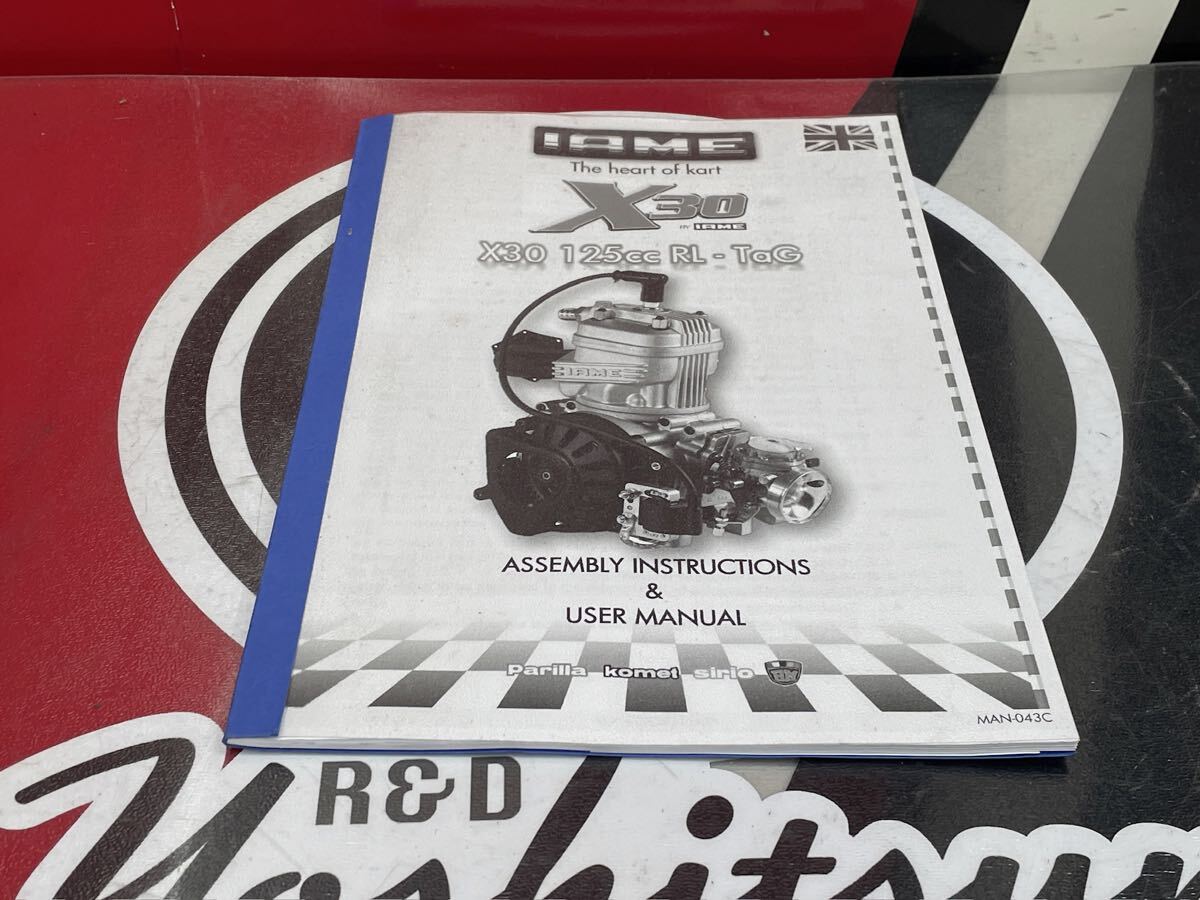 IAME
The heart of kart
X30
BY IAME
X30 125cc RL - TaG
IAME
ASSEMBLY INSTRUCTIONS
&
USER MANUAL
Parilla komet sirio
MAN-043C
R&D